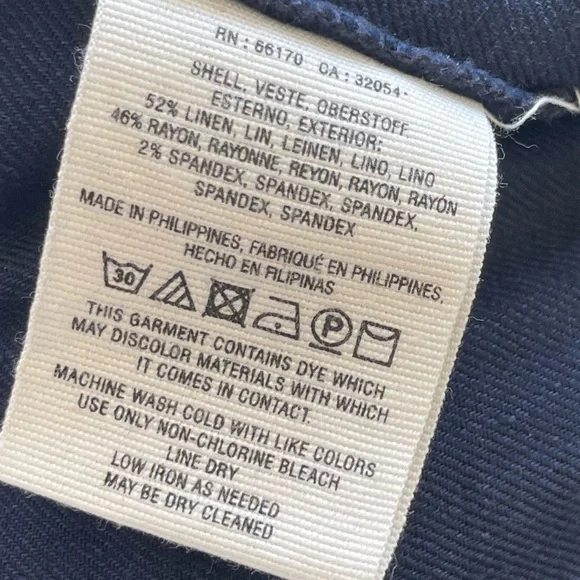 RN : 66170 CA : 32054-
SHELL, VESTE, OBERSTOFF,
ESTERNO, EXTERIOR;
52% LINEN, LIN, LEINEN, LINO, LINO
46% RAYON, RAYONNE, REYON, RAYON, RAYÓN
2% SPANDEX, SPANDEX, SPANDEX,
SPANDEX, SPANDEX
MADE IN PHILIPPINES, FABRIQUÉ EN PHILIPPINES,
HECHO EN FILIPINAS
30 P
THIS GARMENT CONTAINS DYE WHICH
MAY DISCOLOR MATERIALS WITH WHICH
IT COMES IN CONTACT.
MACHINE WASH COLD WITH LIKE COLORS
USE ONLY NON-CHLORINE BLEACH
LINE DRY
LOW IRON AS NEEDED
MAY BE DRY CLEANED